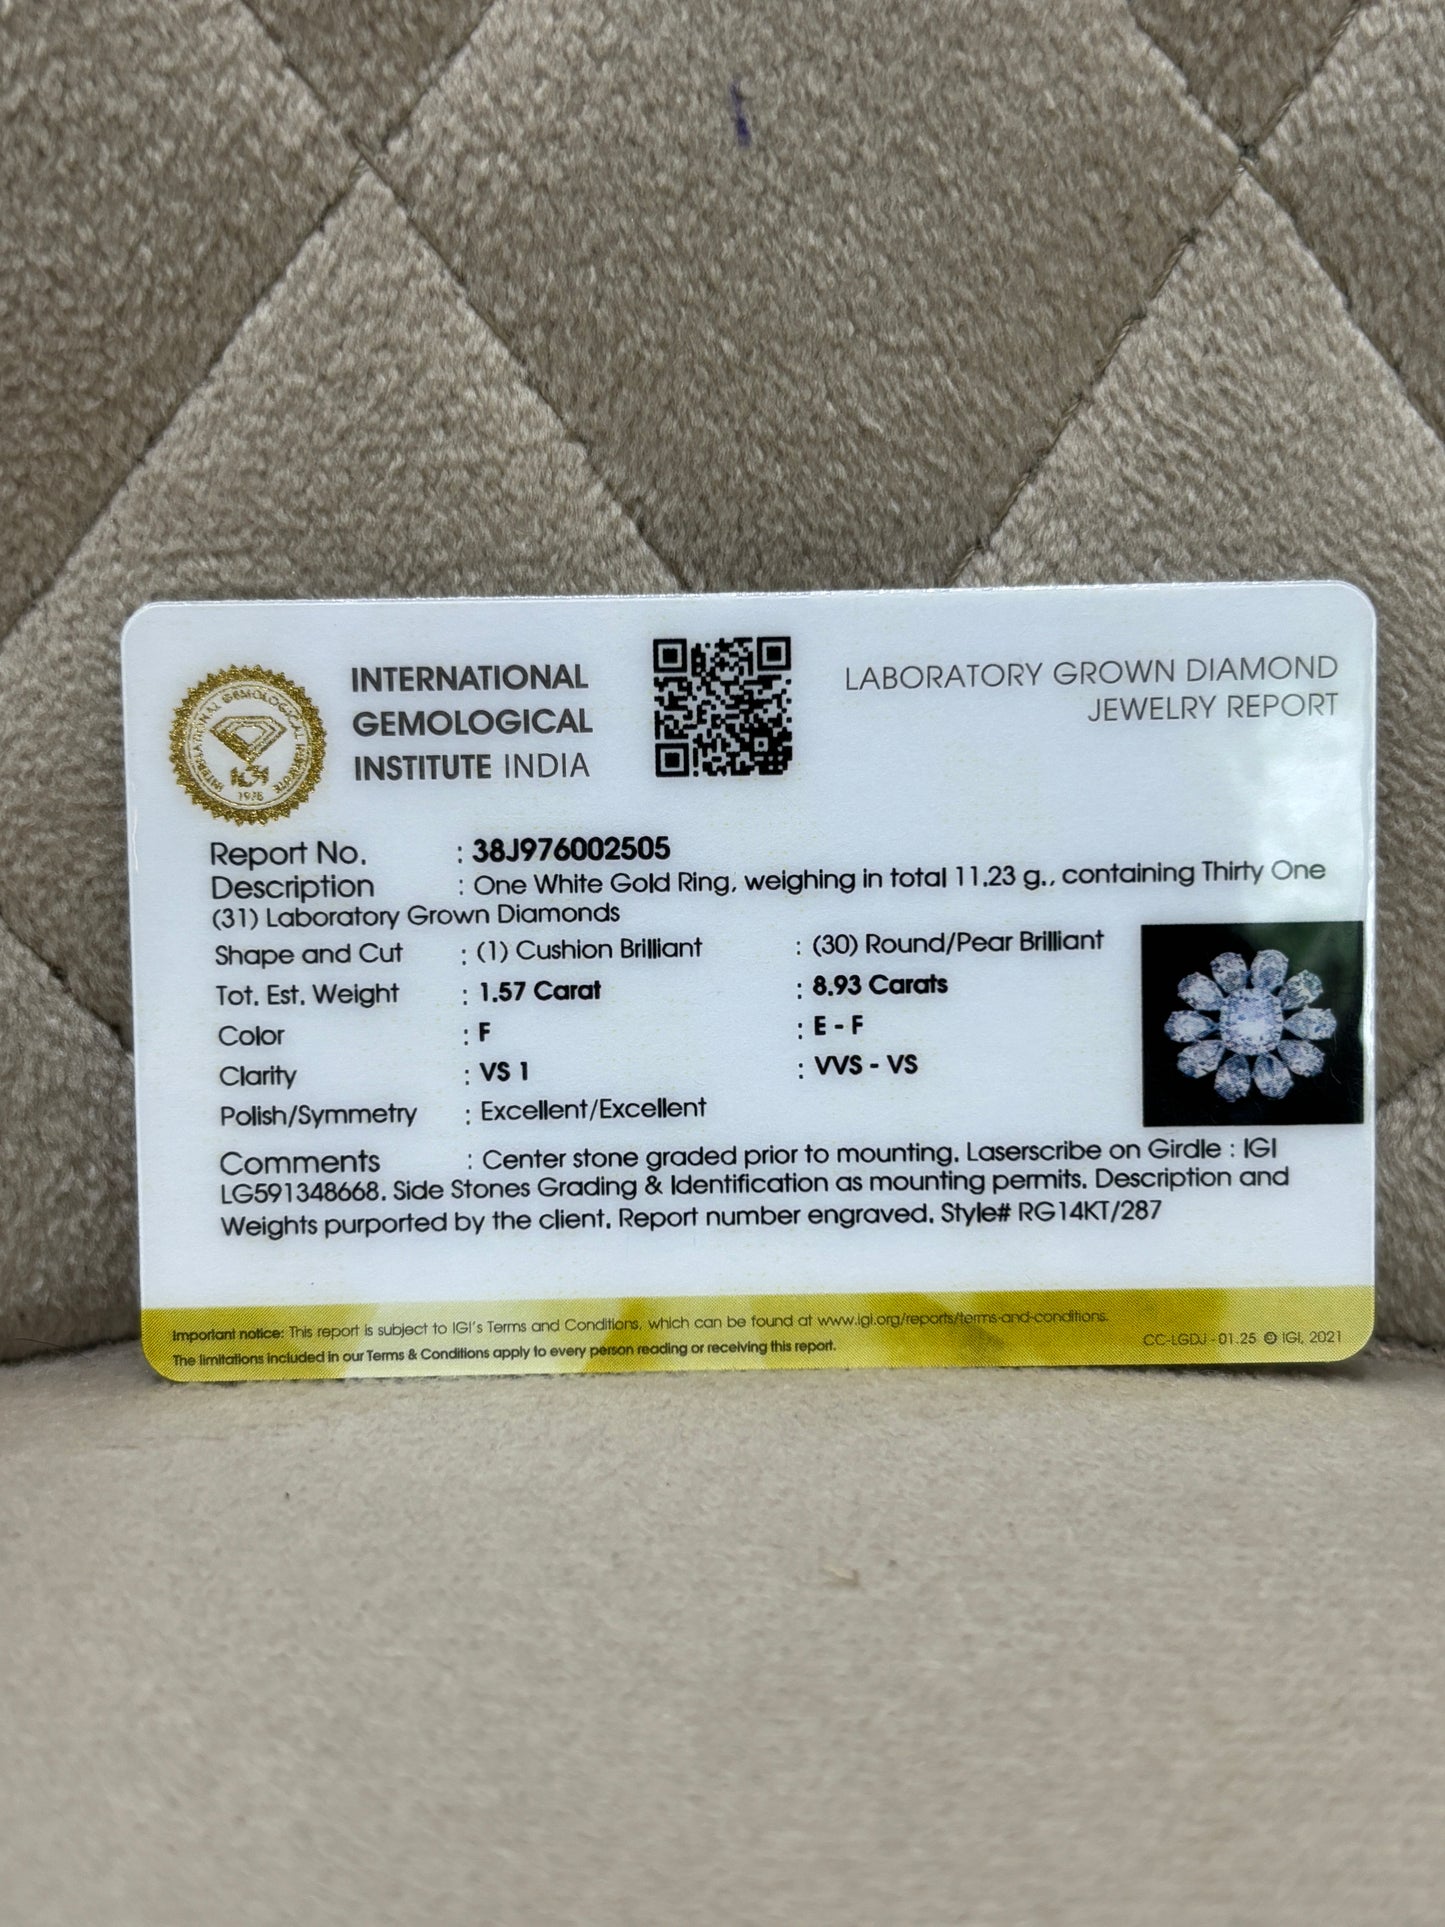 INTERNATIONAL GEMOLOGICAL INSTITUTE
IGI
1975
INTERNATIONAL
GEMOLOGICAL
INSTITUTE INDIA
LABORATORY GROWN DIAMOND
JEWELRY REPORT
Report No. : 38J976002505
Description : One White Gold Ring, weighing in total 11.23 g., containing Thirty One
(31) Laboratory Grown Diamonds
Shape and Cut : (1) Cushion Brilliant : (30) Round/Pear Brilliant
Tot. Est. Weight : 1.57 Carat : 8.93 Carats
Color : F : E - F
Clarity : VS 1 : VVS - VS
Polish/Symmetry : Excellent/Excellent
Comments : Center stone graded prior to mounting. Laserscribe on Girdle : IGI
LG591348668. Side Stones Grading & Identification as mounting permits. Description and
Weights purported by the client. Report number engraved. Style# RG14KT/287
Important notice: This report is subject to IGI's Terms and Conditions, which can be found at www.igi.org/reports/terms-and-conditions.
The limitations included in our Terms & Conditions apply to every person reading or receiving this report.
CC-LGDJ - 01.25 © IGI, 2021